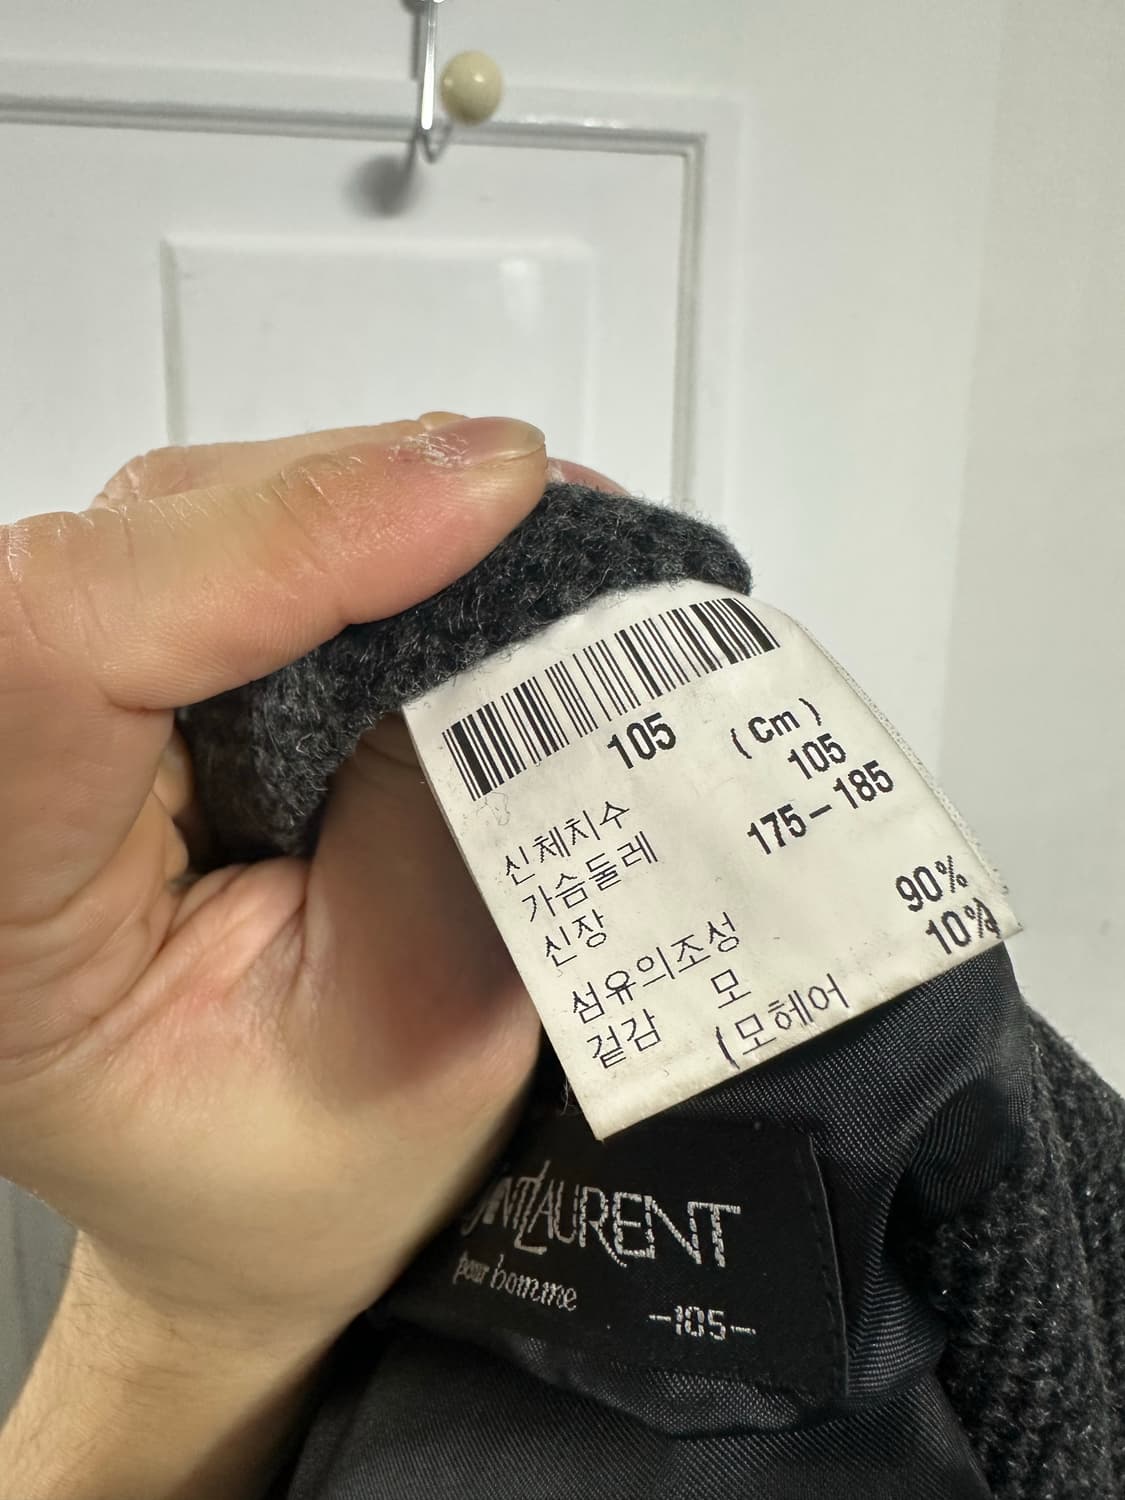 105
( Cm )
신체치수 105
가슴둘레 175-185
신장
섬유의조성 90%
겉감 모 10%
(모헤어
LAURENT
pour homme
-105-